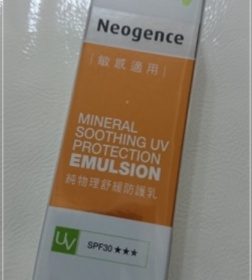 Neogence
敏感適用
MINERAL
SOOTHING UV
PROTECTION
EMULSION
純物理舒緩防護乳
UV
SPF30 ★★★